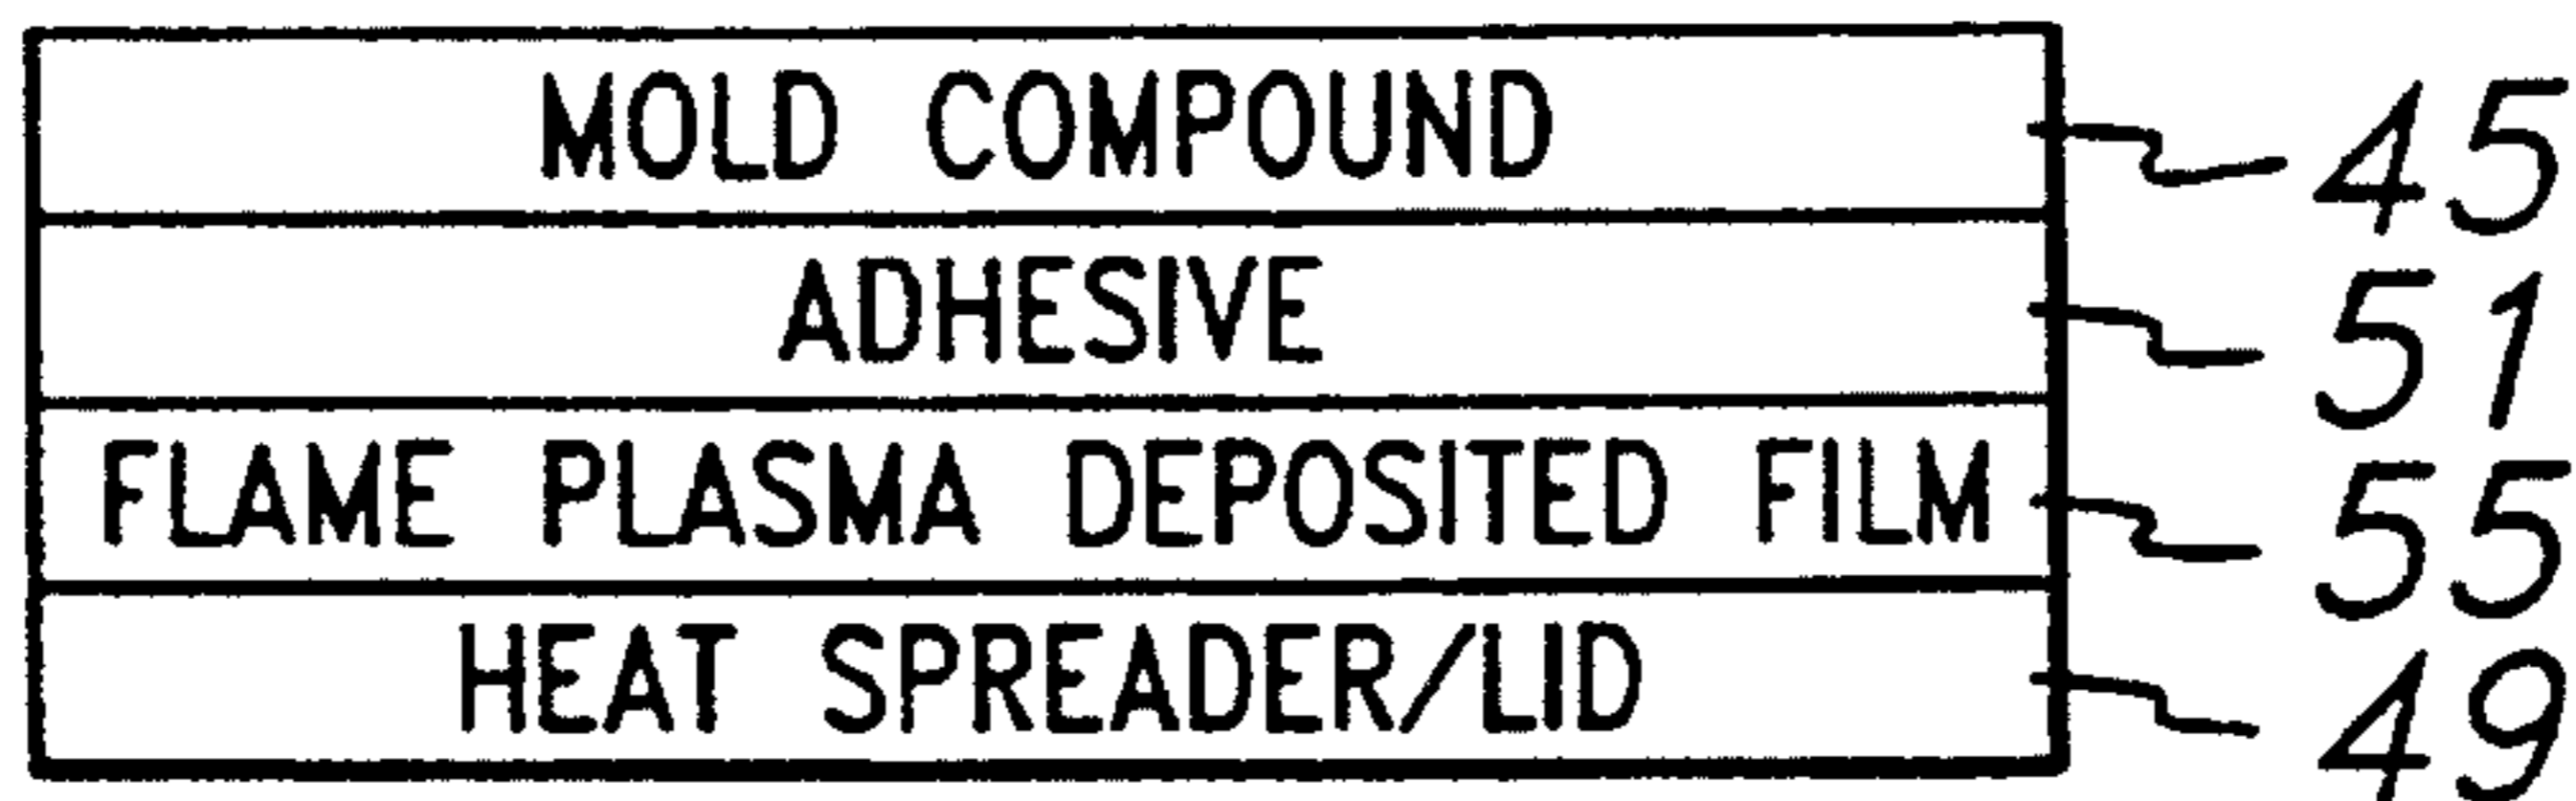 MOLD COMPOUND 45
ADHESIVE 51
FLAME PLASMA DEPOSITED FILM 55
HEAT SPREADER/LID 49